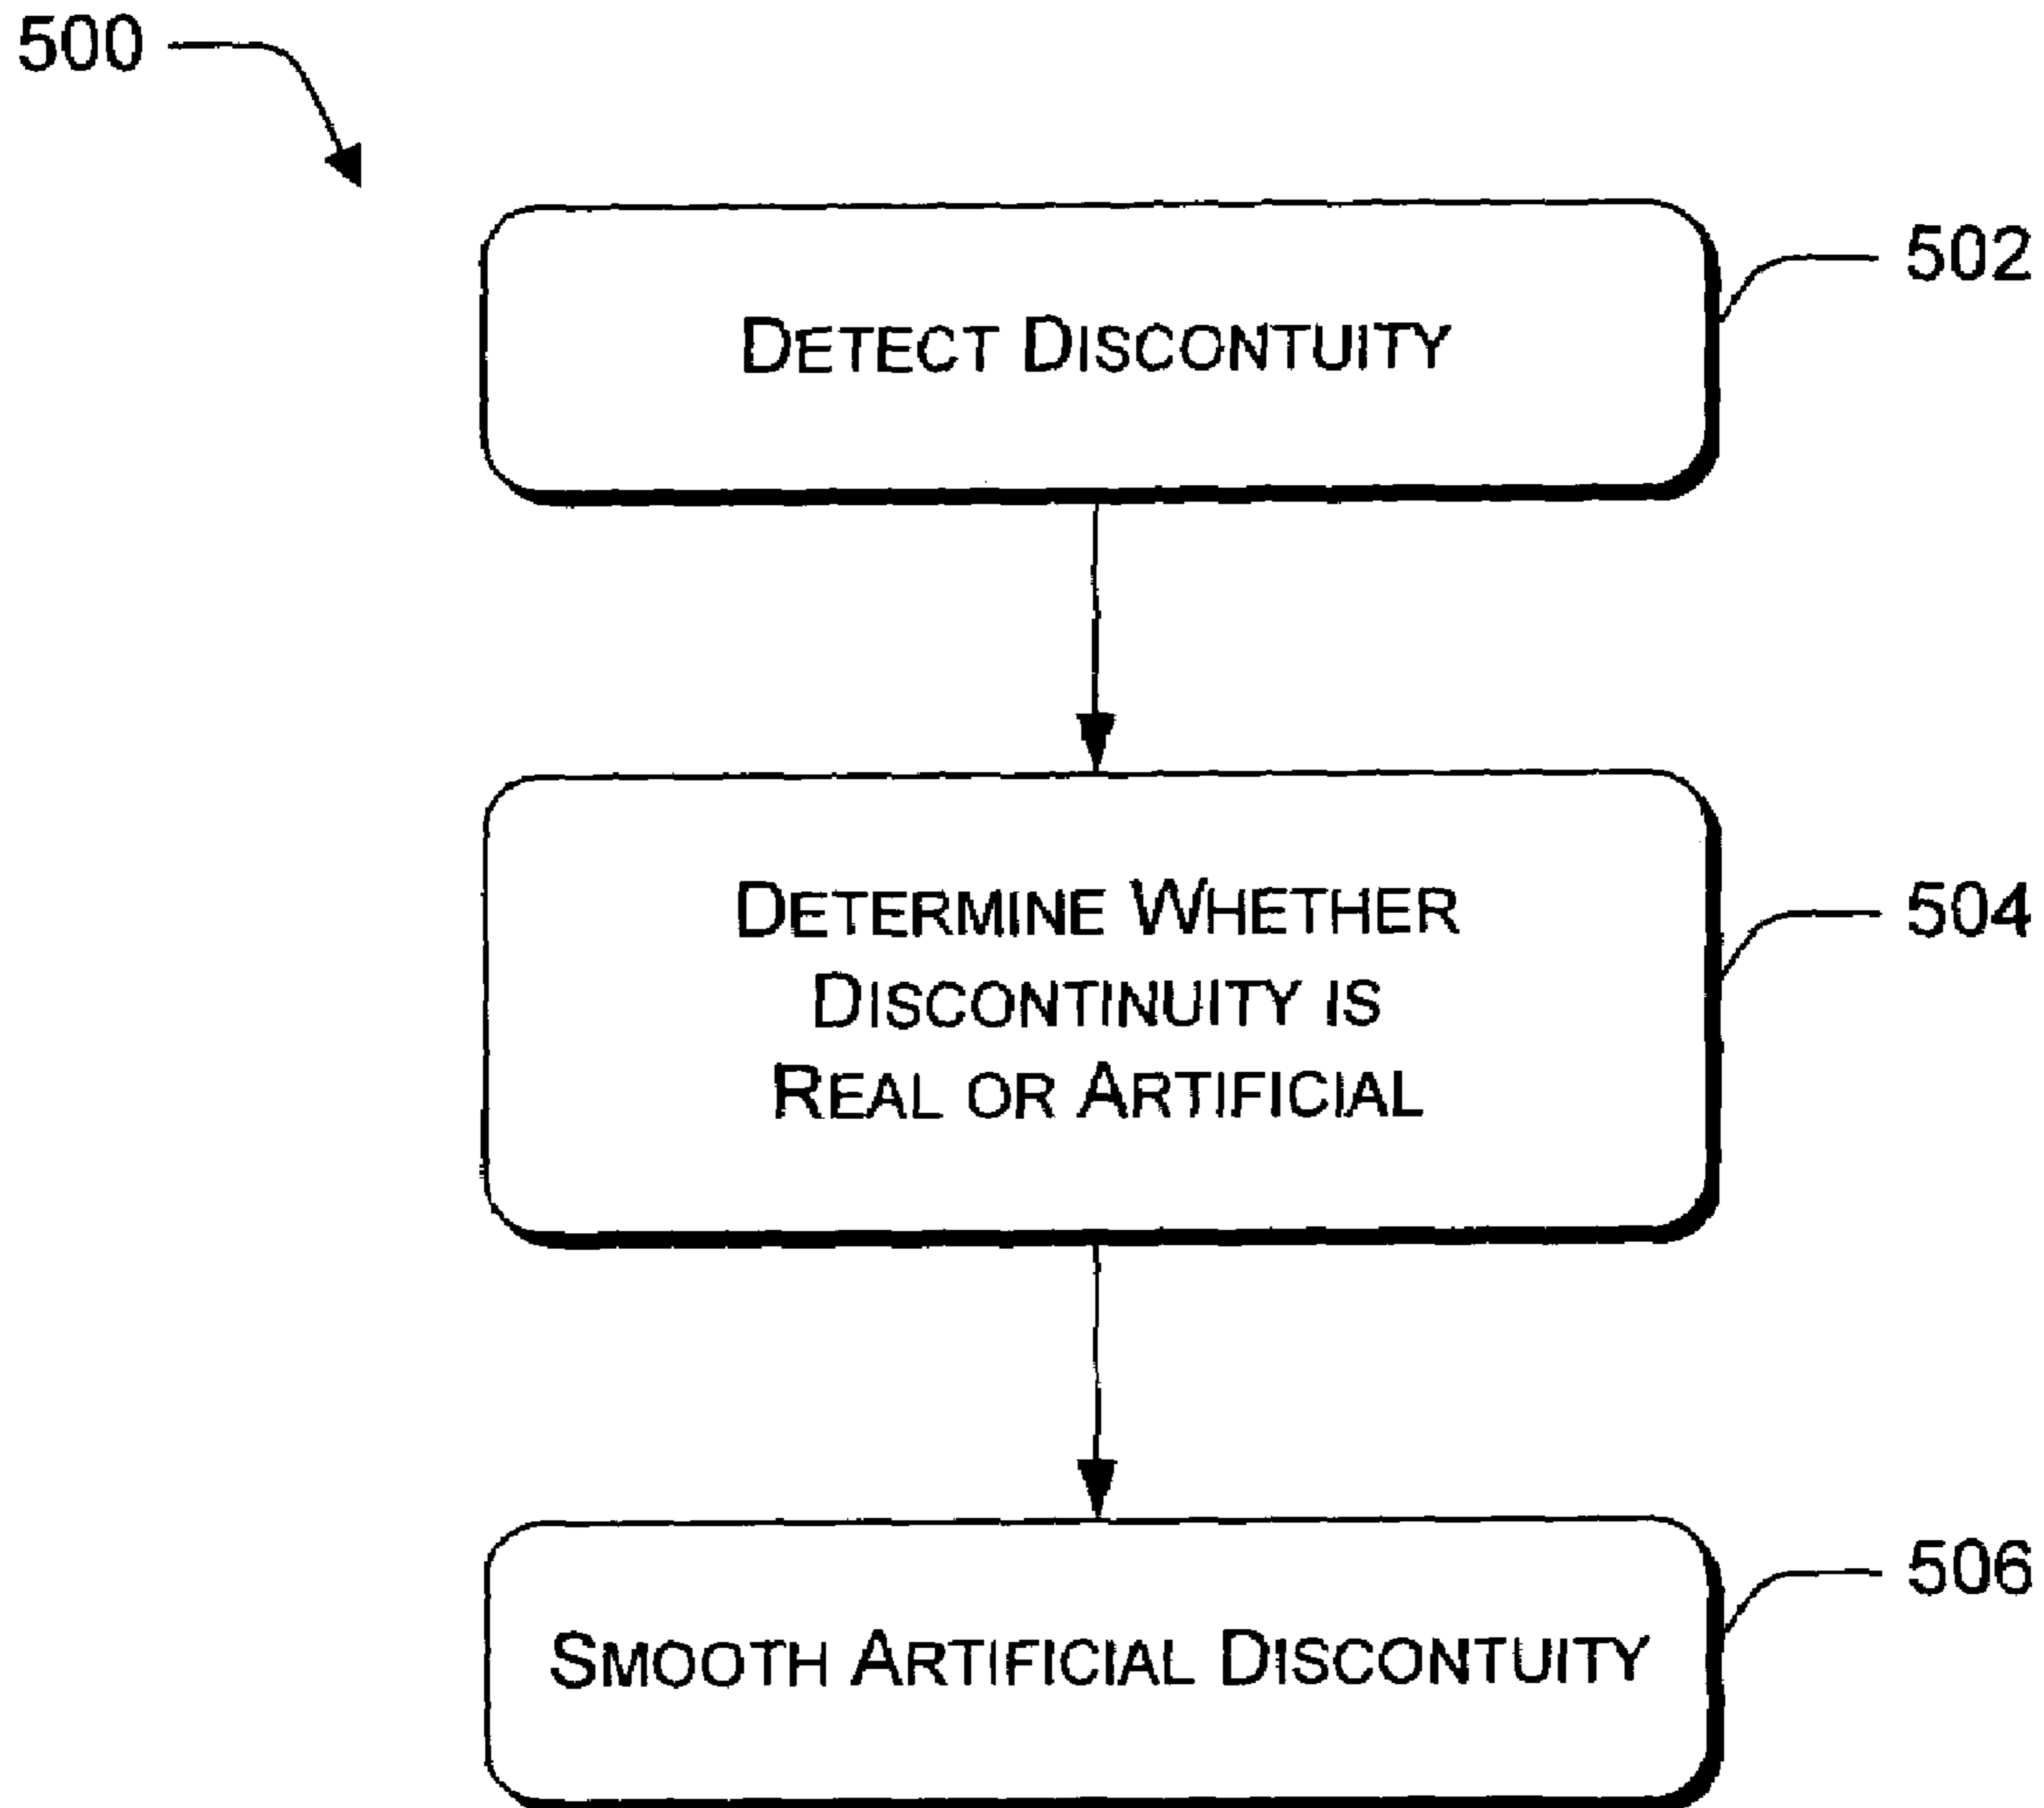 500
502
DETECT DISCONTUITY
DETERMINE WHETHER
504
DISCONTINUITY IS
REAL OR ARTIFICIAL
506
SMOOTH ARTIFICIAL DISCONTUITY